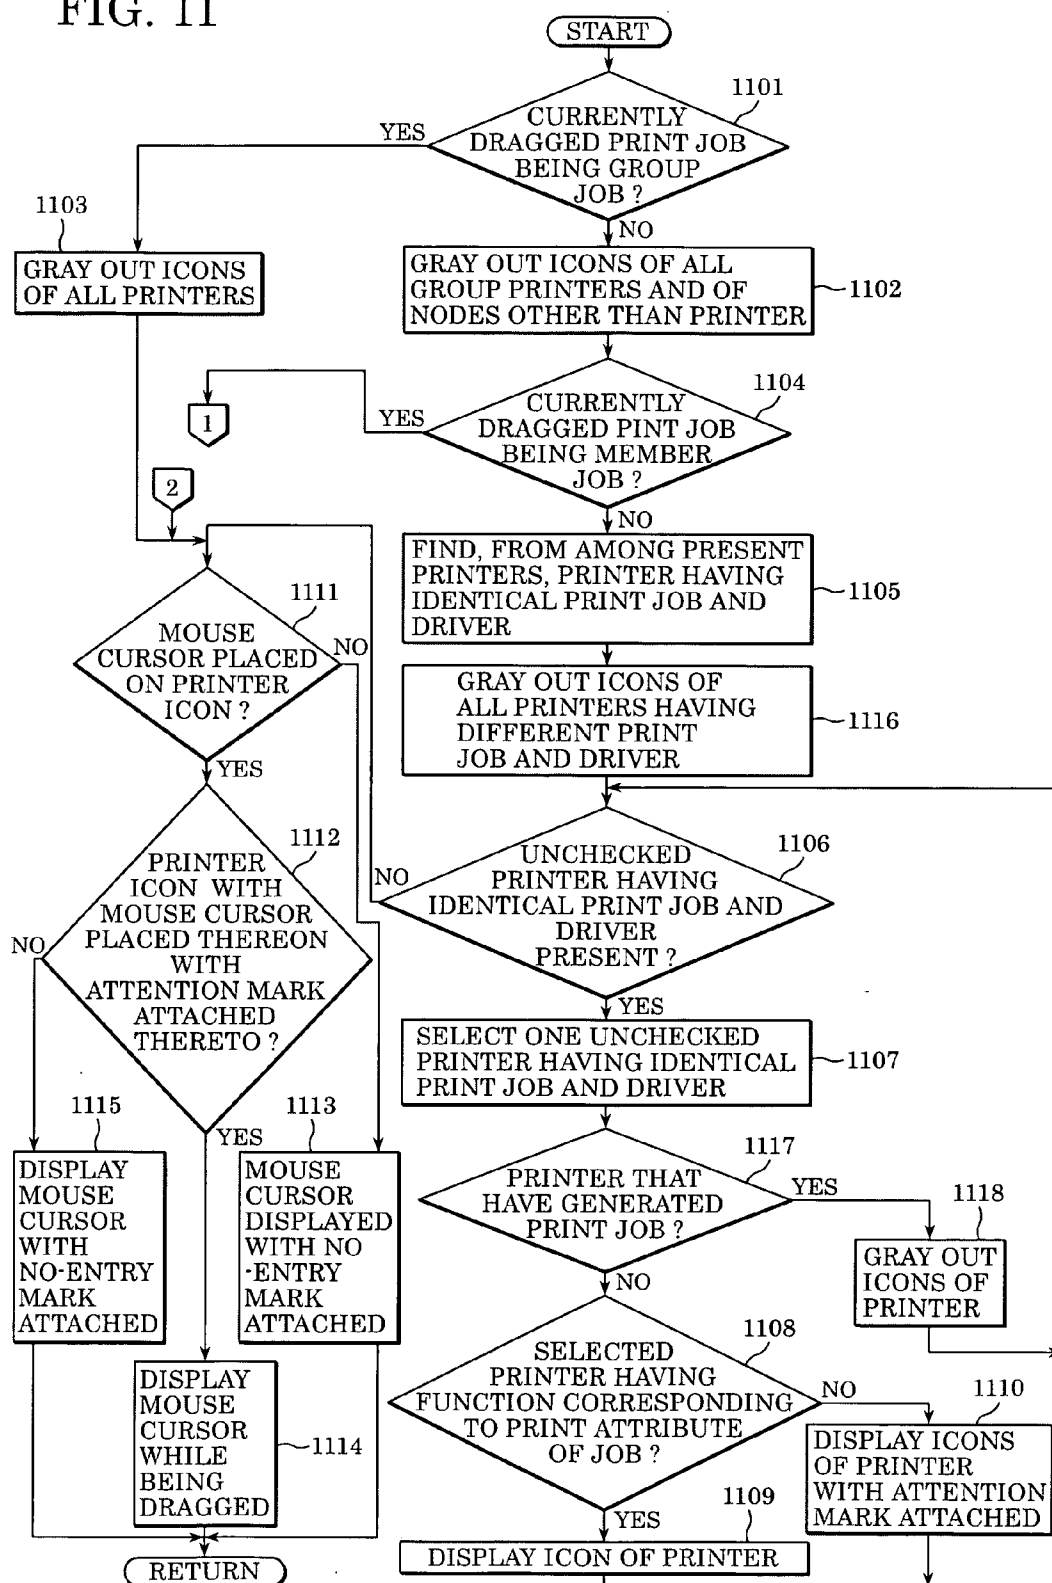 FIG. 11
START
1101
CURRENTLY
DRAGGED PRINT JOB
BEING GROUP
JOB ?
YES
NO
1103
GRAY OUT ICONS
OF ALL PRINTERS
GRAY OUT ICONS OF ALL
GROUP PRINTERS AND OF
NODES OTHER THAN PRINTER
1102
1104
CURRENTLY
DRAGGED PINT JOB
BEING MEMBER
JOB ?
YES
1
2
NO
FIND, FROM AMONG PRESENT
PRINTERS, PRINTER HAVING
IDENTICAL PRINT JOB AND
DRIVER
1105
1111
MOUSE
CURSOR PLACED
ON PRINTER
ICON ?
NO
YES
GRAY OUT ICONS OF
ALL PRINTERS HAVING
DIFFERENT PRINT
JOB AND DRIVER
1116
1112
PRINTER
ICON WITH
MOUSE CURSOR
PLACED THEREON
WITH
ATTENTION MARK
ATTACHED
THERETO ?
NO
YES
1106
UNCHECKED
PRINTER HAVING
IDENTICAL PRINT JOB AND
DRIVER
PRESENT ?
NO
YES
SELECT ONE UNCHECKED
PRINTER HAVING IDENTICAL
PRINT JOB AND DRIVER
1107
1115
DISPLAY
MOUSE
CURSOR
WITH
NO-ENTRY
MARK
ATTACHED
1113
MOUSE
CURSOR
DISPLAYED
WITH NO
-ENTRY
MARK
ATTACHED
1117
PRINTER THAT
HAVE GENERATED
PRINT JOB ?
YES
NO
1118
GRAY OUT
ICONS OF
PRINTER
1108
SELECTED
PRINTER HAVING
FUNCTION CORRESPONDING
TO PRINT ATTRIBUTE
OF JOB ?
NO
YES
1110
DISPLAY ICONS
OF PRINTER
WITH ATTENTION
MARK ATTACHED
DISPLAY
MOUSE
CURSOR
WHILE
BEING
DRAGGED
1114
1109
DISPLAY ICON OF PRINTER
RETURN